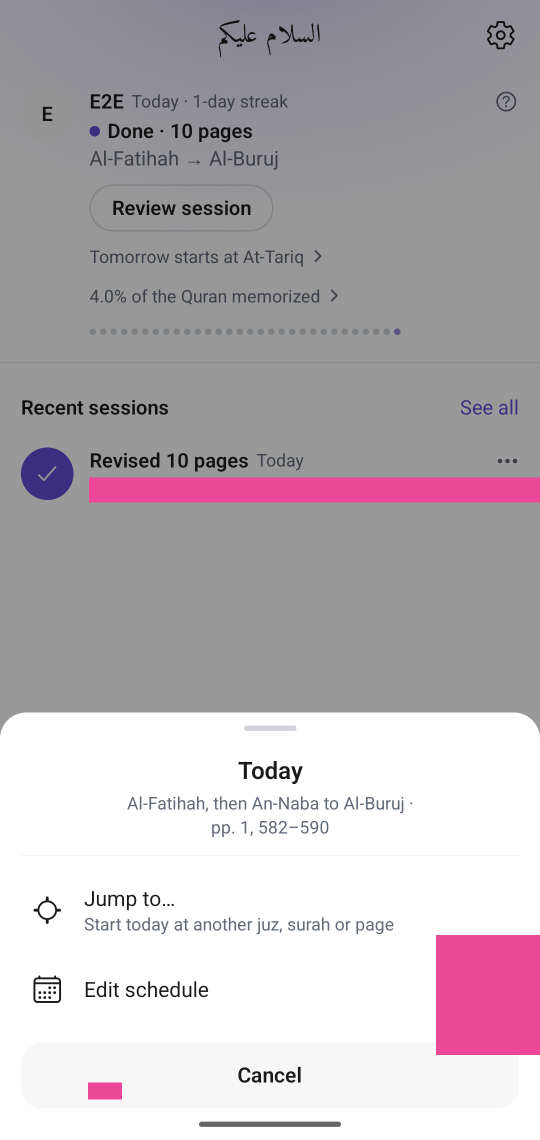 السلام عليكم
E
E2E Today · 1-day streak
Done · 10 pages
Al-Fatihah → Al-Buruj
Review session
Tomorrow starts at At-Tariq
4.0% of the Quran memorized
Recent sessions See all
Revised 10 pages Today
Today
Al-Fatihah, then An-Naba to Al-Buruj ·
pp. 1, 582–590
Jump to…
Start today at another juz, surah or page
Edit schedule
Cancel